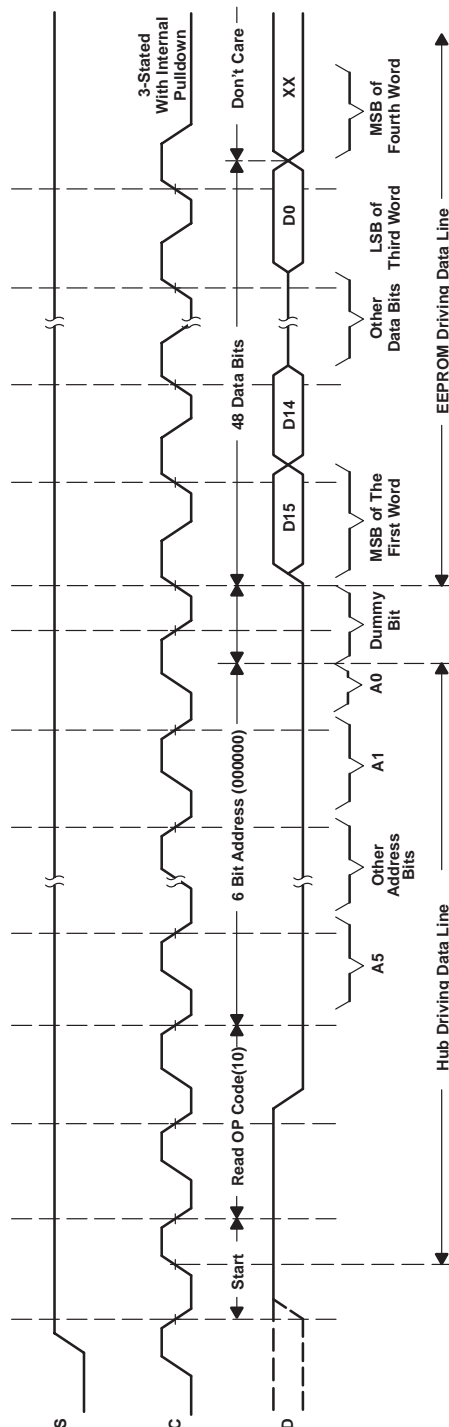 S
C
3-Stated
With Internal
Pulldown
Start
Read OP Code(10)
6 Bit Address (000000)
48 Data Bits
Don't Care
D
D15
D14
D0
XX
A5
Other
Address
Bits
A1
A0
Dummy
Bit
MSB of The
First Word
Other
Data Bits
LSB of
Third Word
MSB of
Fourth Word
Hub Driving Data Line
EEPROM Driving Data Line